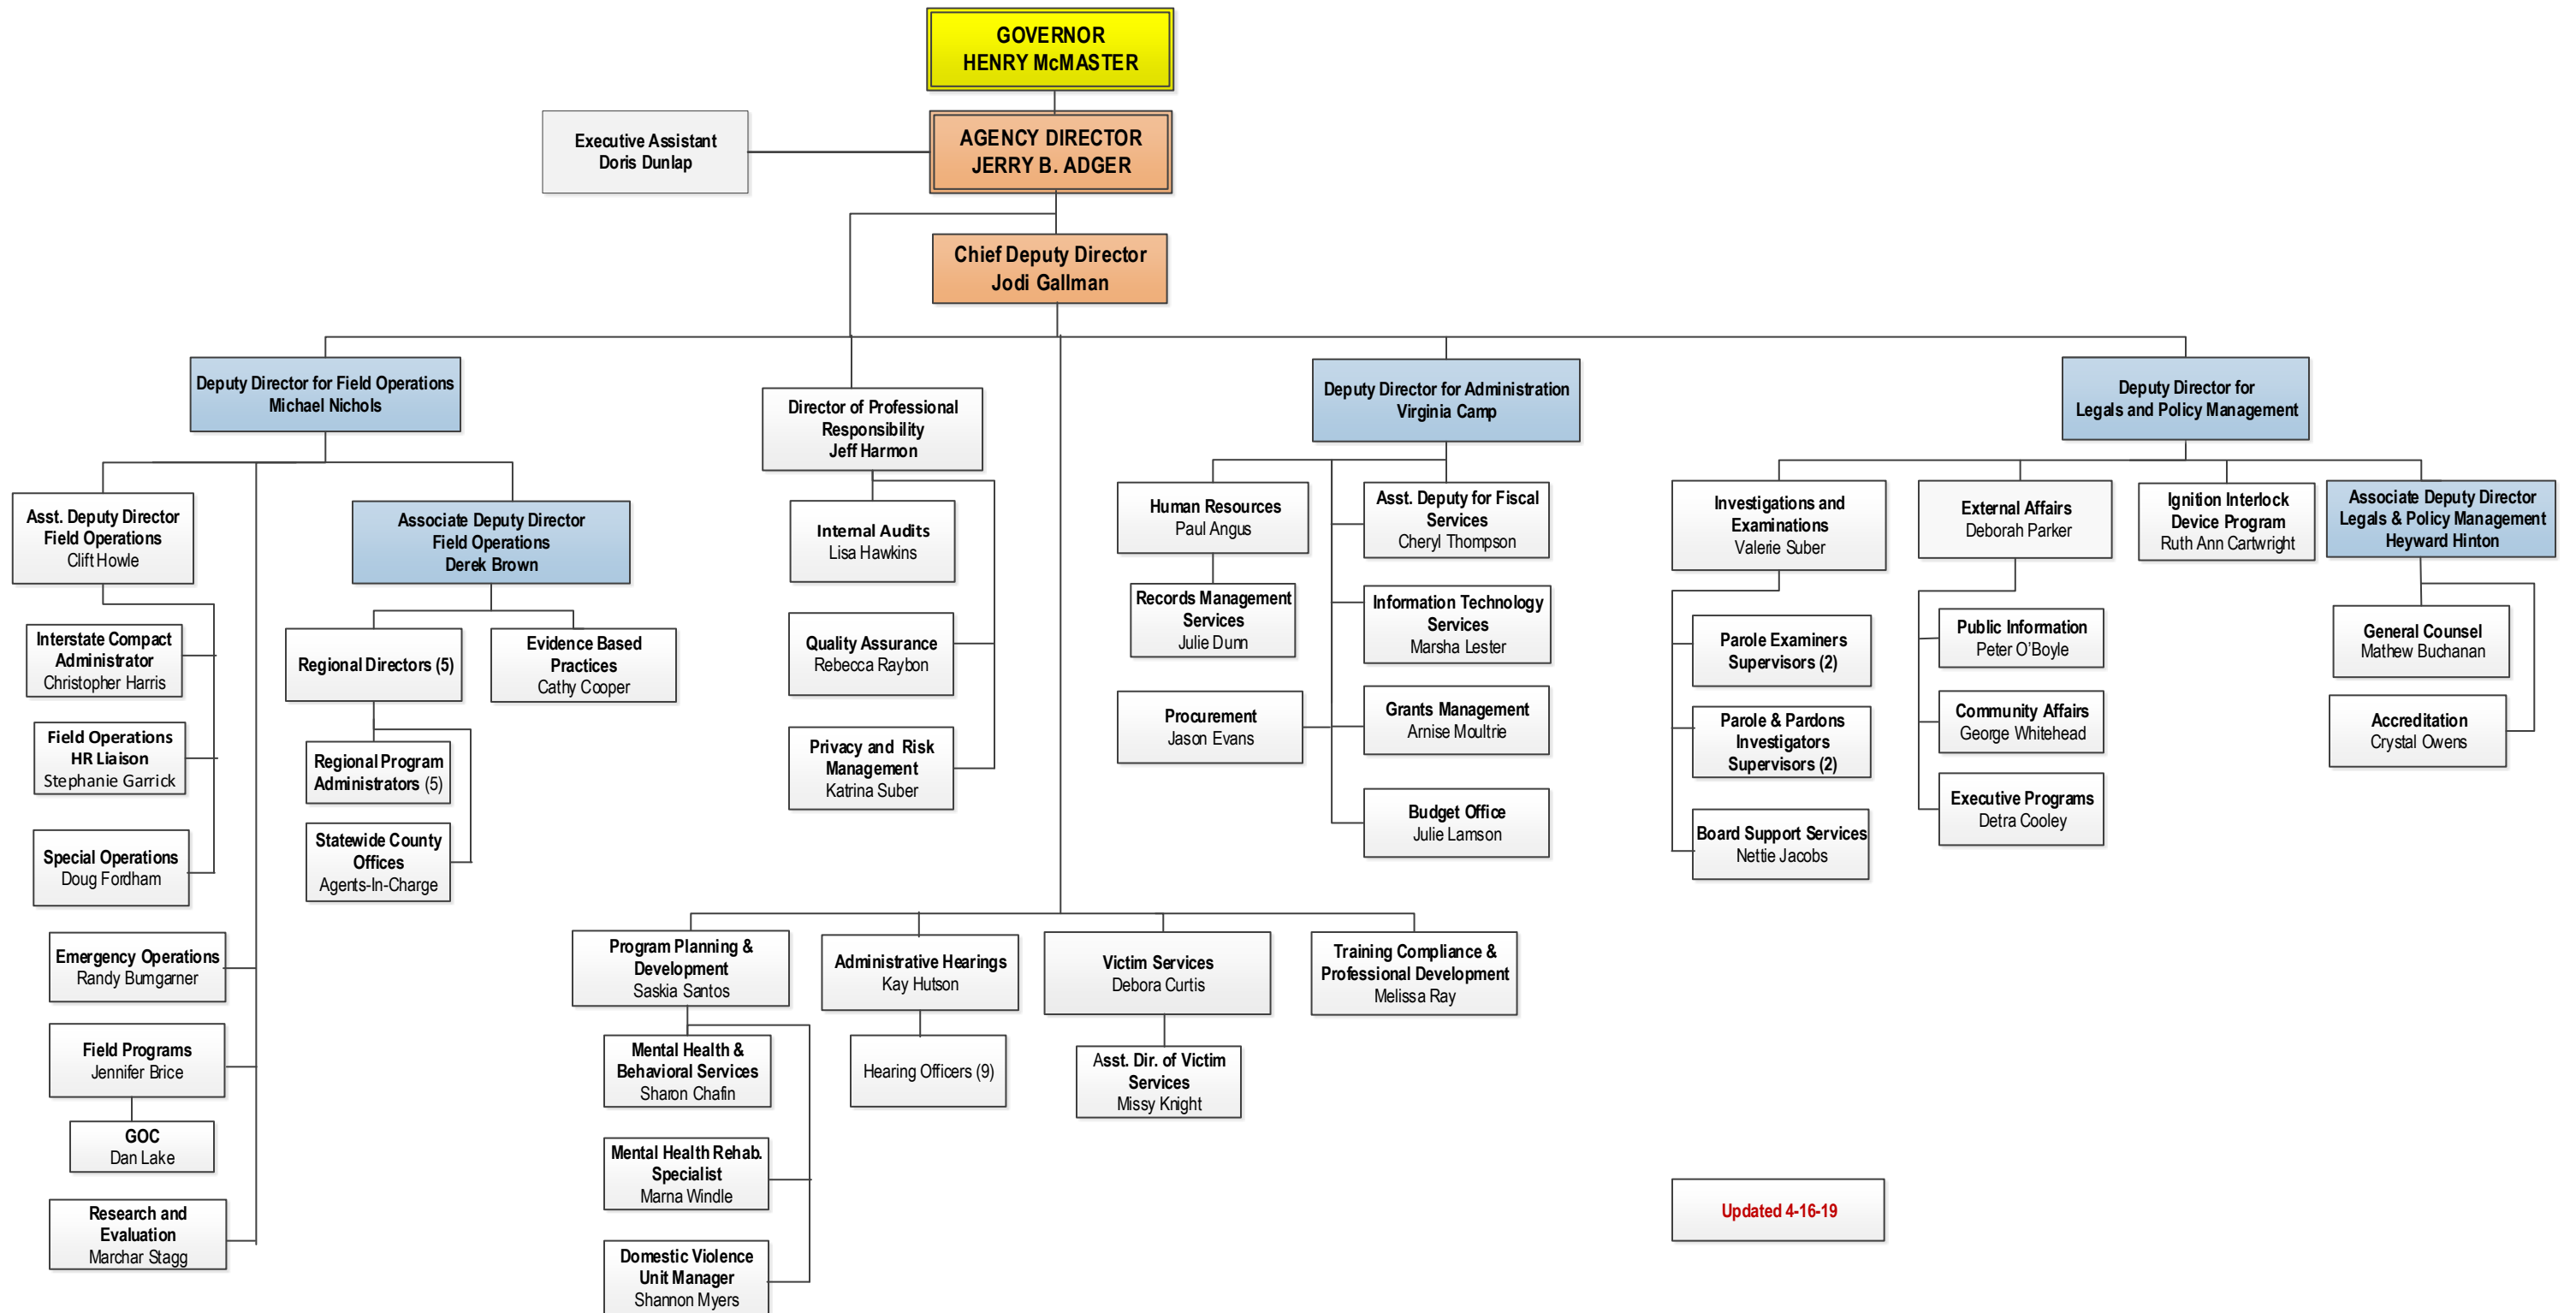 GOVERNOR
HENRY McMASTER
Executive Assistant
Doris Dunlap
AGENCY DIRECTOR
JERRY B. ADGER
Chief Deputy Director
Jodi Gallman
Deputy Director for Field Operations
Michael Nichols
Director of Professional
Responsibility
Jeff Harmon
Deputy Director for Administration
Virginia Camp
Deputy Director for
Legals and Policy Management
Asst. Deputy Director
Field Operations
Clift Howle
Associate Deputy Director
Field Operations
Derek Brown
Interstate Compact
Administrator
Christopher Harris
Field Operations
HR Liaison
Stephanie Garrick
Special Operations
Doug Fordham
Regional Directors (5)
Evidence Based
Practices
Cathy Cooper
Regional Program
Administrators (5)
Statewide County
Offices
Agents-In-Charge
Emergency Operations
Randy Bumgarner
Field Programs
Jennifer Brice
GOC
Dan Lake
Research and
Evaluation
Marchar Stagg
Internal Audits
Lisa Hawkins
Quality Assurance
Rebecca Raybon
Privacy and Risk
Management
Katrina Suber
Human Resources
Paul Angus
Records Management
Services
Julie Dunn
Procurement
Jason Evans
Asst. Deputy for Fiscal
Services
Cheryl Thompson
Information Technology
Services
Marsha Lester
Grants Management
Arnise Moultrie
Budget Office
Julie Lamson
Investigations and
Examinations
Valerie Suber
Parole Examiners
Supervisors (2)
Parole & Pardons
Investigators
Supervisors (2)
Board Support Services
Nettie Jacobs
External Affairs
Deborah Parker
Public Information
Peter O’Boyle
Community Affairs
George Whitehead
Executive Programs
Detra Cooley
Ignition Interlock
Device Program
Ruth Ann Cartwright
Associate Deputy Director
Legals & Policy Management
Heyward Hinton
General Counsel
Mathew Buchanan
Accreditation
Crystal Owens
Program Planning &
Development
Saskia Santos
Mental Health &
Behavioral Services
Sharon Chafin
Mental Health Rehab.
Specialist
Marna Windle
Domestic Violence
Unit Manager
Shannon Myers
Administrative Hearings
Kay Hutson
Hearing Officers (9)
Victim Services
Debora Curtis
Asst. Dir. of Victim
Services
Missy Knight
Training Compliance &
Professional Development
Melissa Ray
Updated 4-16-19